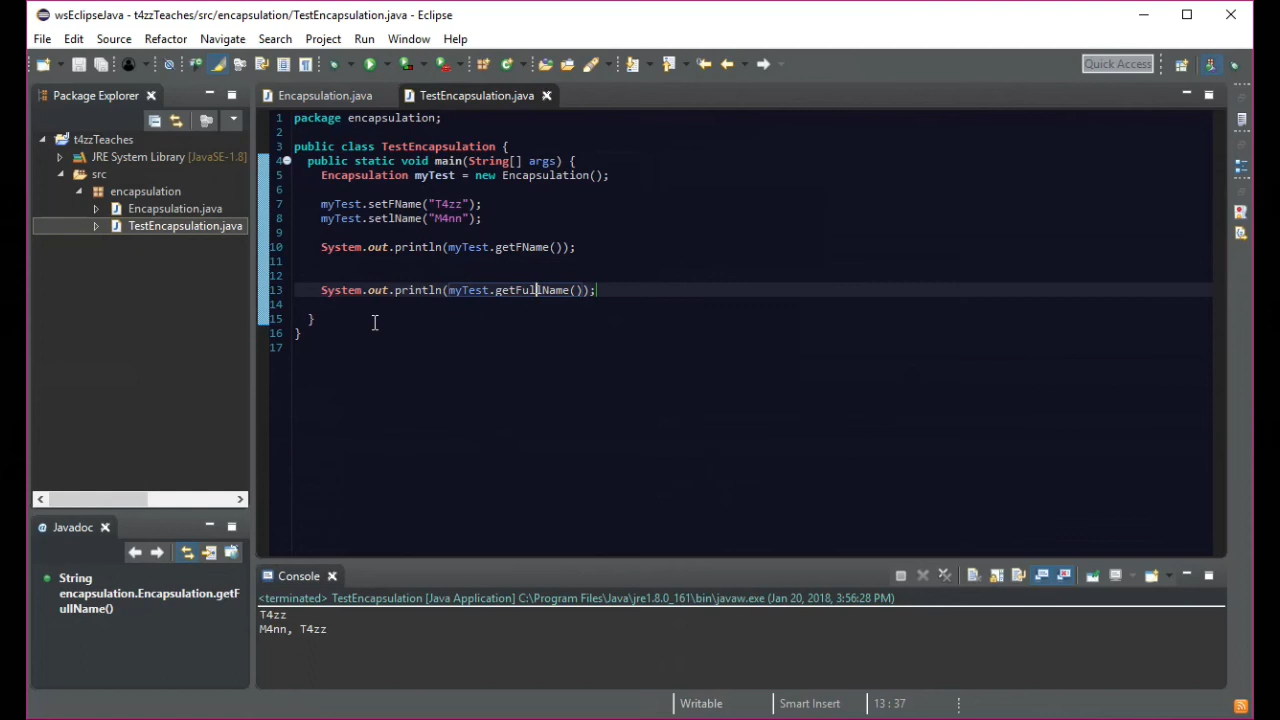 wsEclipseJava - t4zzTeaches/src/encapsulation/TestEncapsulation.java - Eclipse
File Edit Source Refactor Navigate Search Project Run Window Help
Quick Access
Package Explorer
t4zzTeaches
JRE System Library [JavaSE-1.8]
src
encapsulation
Encapsulation.java
TestEncapsulation.java
Encapsulation.java TestEncapsulation.java
1 package encapsulation;
2
3 public class TestEncapsulation {
4 public static void main(String[] args) {
5 Encapsulation myTest = new Encapsulation();
6
7 myTest.setFName("T4zz");
8 myTest.setlName("M4nn");
9
10 System.out.println(myTest.getFName());
11
12
13 System.out.println(myTest.getFullName());
14
15 }
16 }
17
Javadoc
String
encapsulation.Encapsulation.getF
ullName()
Console
<terminated> TestEncapsulation [Java Application] C:\Program Files\Java\jre1.8.0_161\bin\javaw.exe (Jan 20, 2018, 3:56:28 PM)
T4zz
M4nn, T4zz
Writable Smart Insert 13 : 37